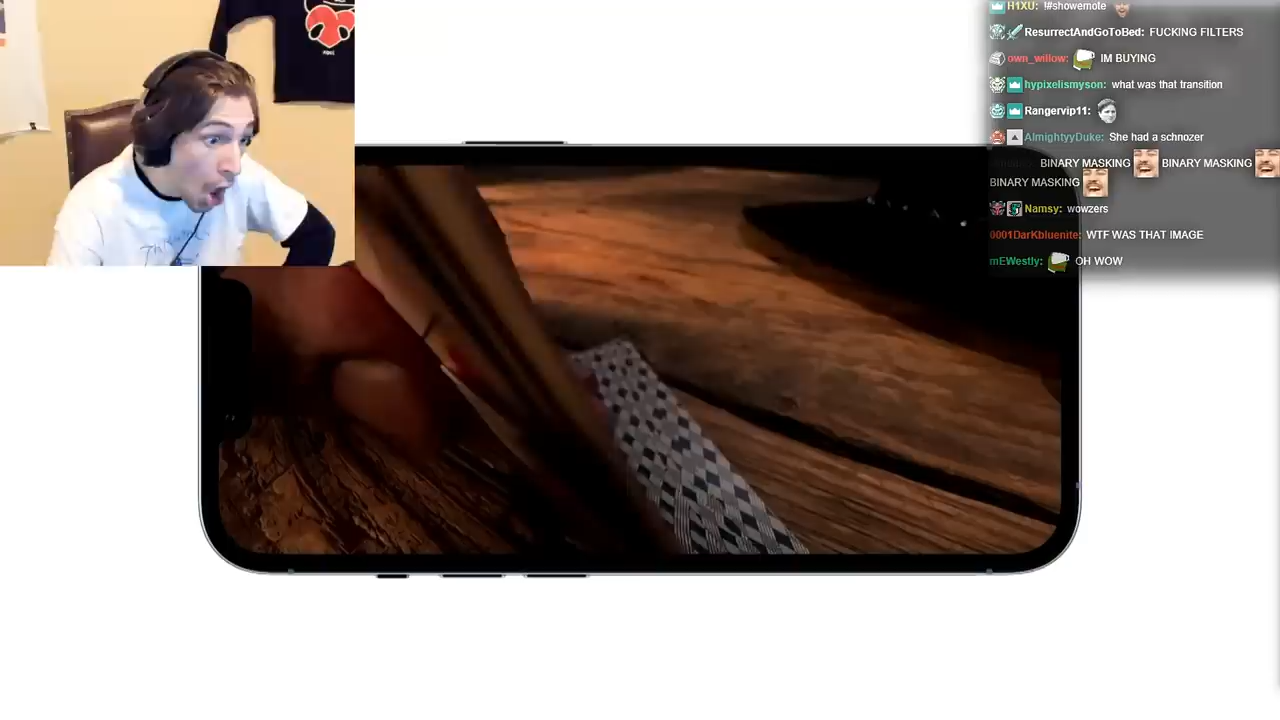 H1XU: !#showemote
ResurrectAndGoToBed: FUCKING FILTERS
own_willow: IM BUYING
hypixelismyson: what was that transition
Rangervip11:
AlmightyyDuke: She had a schnozer
BINARY MASKING BINARY MASKING
BINARY MASKING
Namsy: wowzers
0001DarKbluenite: WTF WAS THAT IMAGE
mEWestly: OH WOW